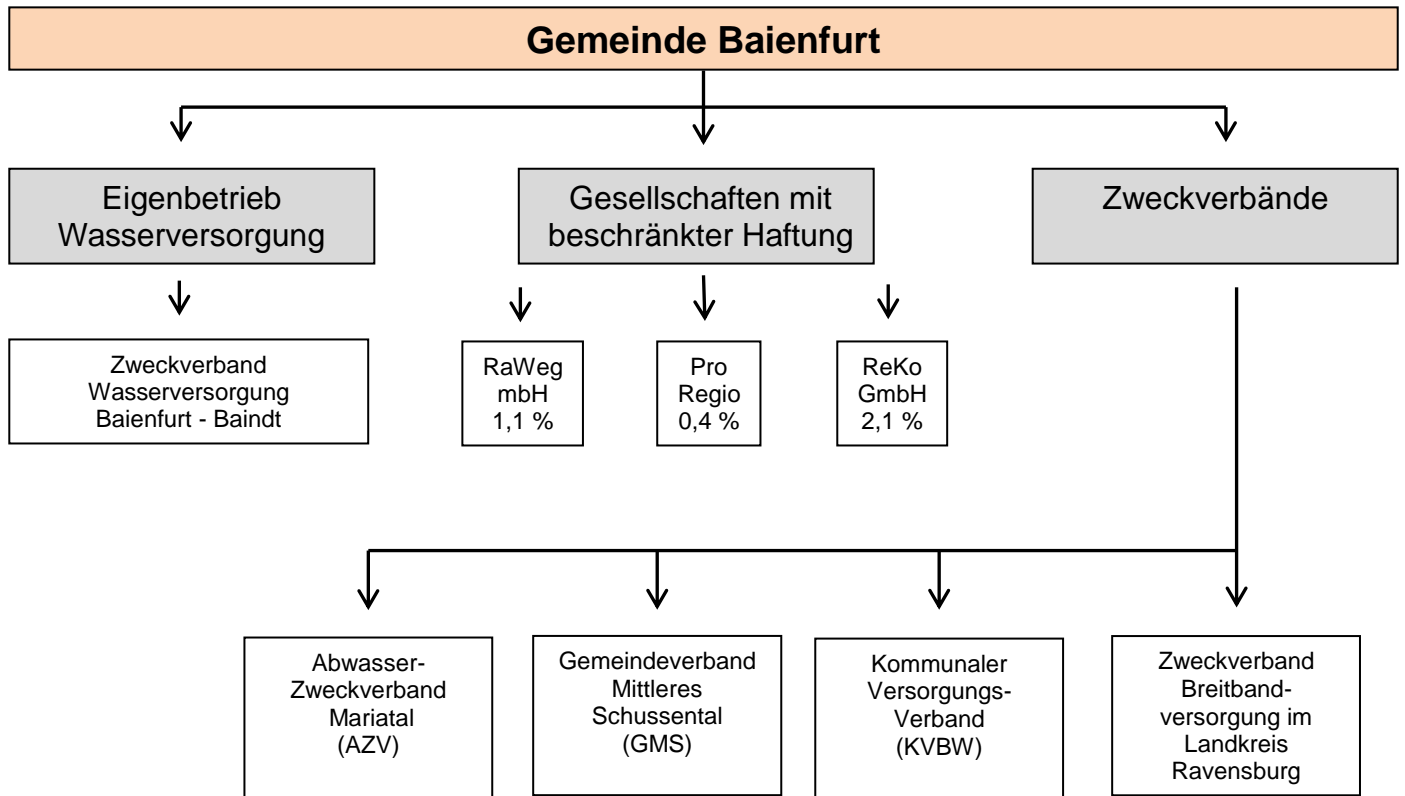 Gemeinde Baienfurt
Eigenbetrieb
Wasserversorgung
Gesellschaften mit
beschränkter Haftung
Zweckverbände
Zweckverband
Wasserversorgung
Baienfurt - Baindt
RaWeg
mbH
1,1 %
Pro
Regio
0,4 %
ReKo
GmbH
2,1 %
Abwasser-
Zweckverband
Mariatal
(AZV)
Gemeindeverband
Mittleres
Schussental
(GMS)
Kommunaler
Versorgungs-
Verband
(KVBW)
Zweckverband
Breitband-
versorgung im
Landkreis
Ravensburg